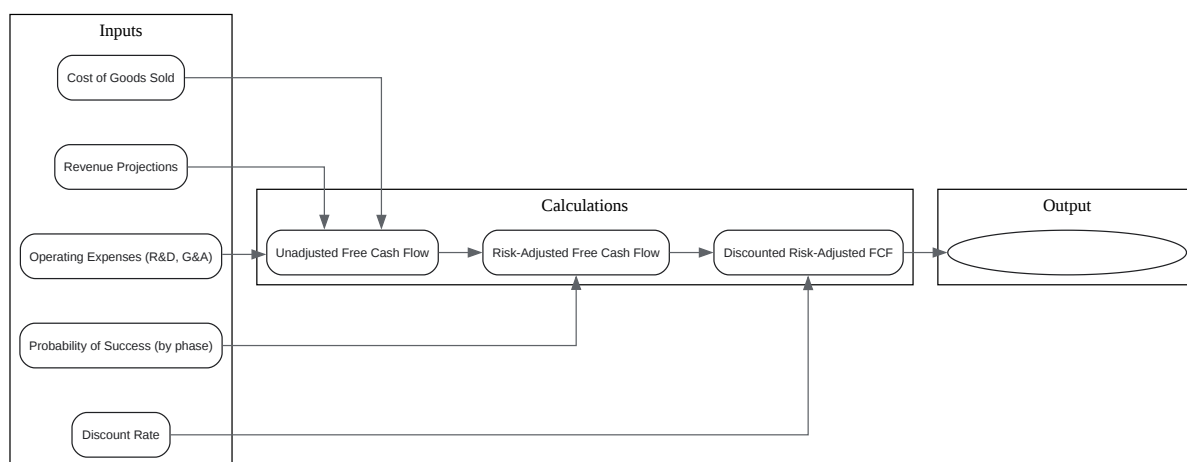 Inputs
Cost of Goods Sold
Revenue Projections
Operating Expenses (R&D, G&A)
Probability of Success (by phase)
Discount Rate
Calculations
Unadjusted Free Cash Flow
Risk-Adjusted Free Cash Flow
Discounted Risk-Adjusted FCF
Output